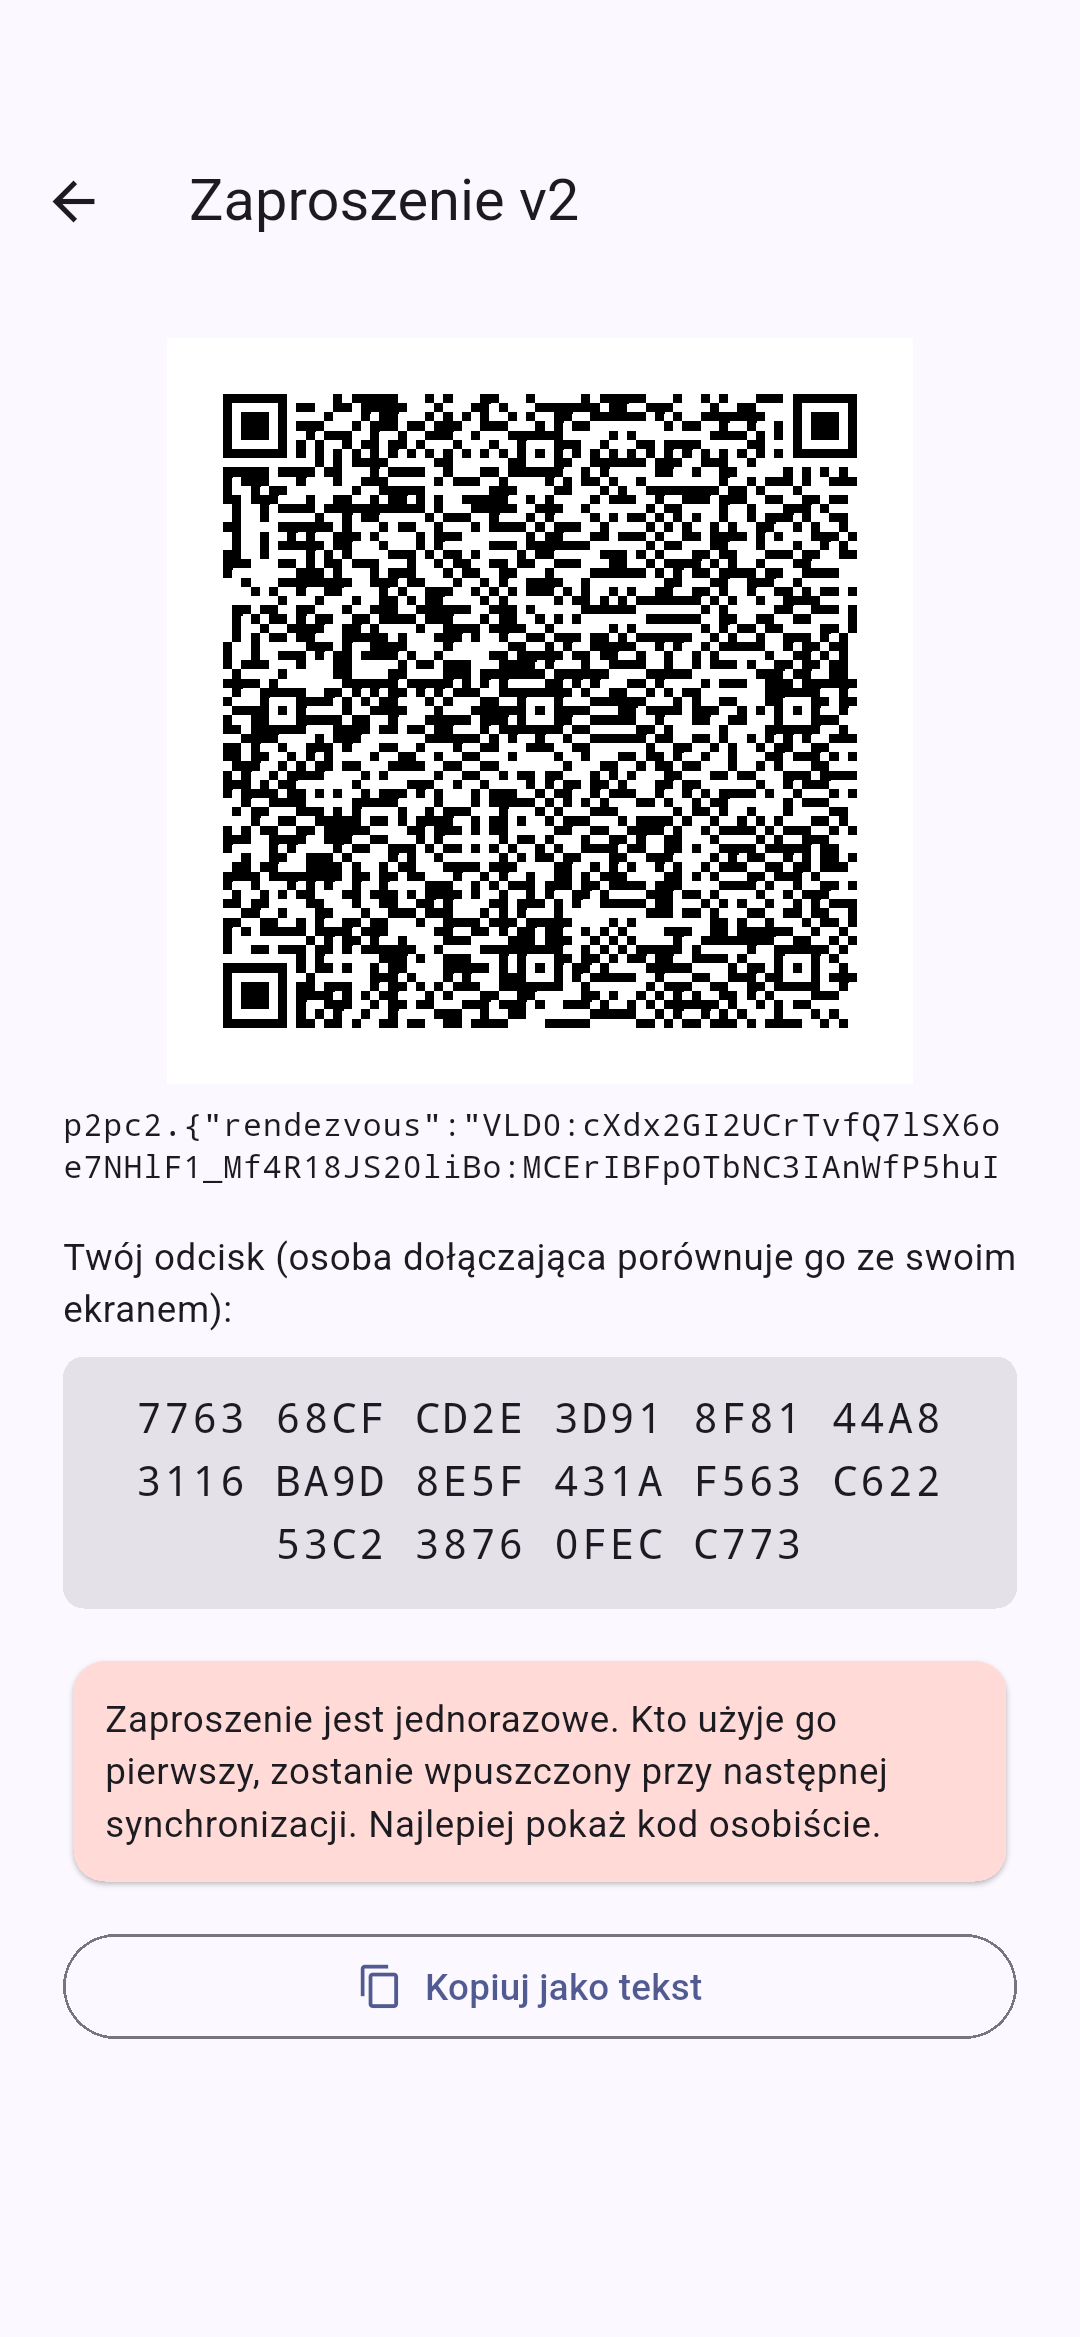 Zaproszenie v2
p2pc2.{"rendezvous":"VLDO:cXdx2GI2UCrTvfQ7lSX6o
e7NHlF1_Mf4R18JS2OliBo:MCErIBFpOTbNC3IAnWfP5huI
Twój odcisk (osoba dołączająca porównuje go ze swoim
ekranem):
7763 68CF CD2E 3D91 8F81 44A8
3116 BA9D 8E5F 431A F563 C622
53C2 3876 0FEC C773
Zaproszenie jest jednorazowe. Kto użyje go
pierwszy, zostanie wpuszczony przy następnej
synchronizacji. Najlepiej pokaż kod osobiście.
Kopiuj jako tekst